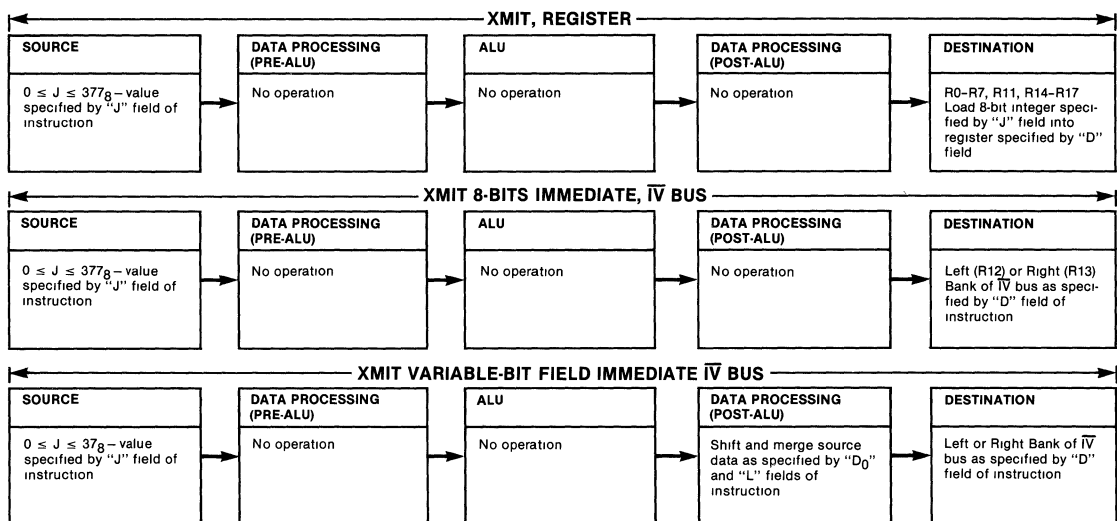 XMIT, REGISTER
SOURCE
0 ≤ J ≤ 377₈ – value
specified by "J" field of
instruction
DATA PROCESSING
(PRE-ALU)
No operation
ALU
No operation
DATA PROCESSING
(POST-ALU)
No operation
DESTINATION
R0–R7, R11, R14–R17
Load 8-bit integer speci-
fied by "J" field into
register specified by "D"
field
XMIT 8-BITS IMMEDIATE, I̅V̅ BUS
SOURCE
0 ≤ J ≤ 377₈ – value
specified by "J" field of
instruction
DATA PROCESSING
(PRE-ALU)
No operation
ALU
No operation
DATA PROCESSING
(POST-ALU)
No operation
DESTINATION
Left (R12) or Right (R13)
Bank of I̅V̅ bus as speci-
fied by "D" field of
instruction
XMIT VARIABLE-BIT FIELD IMMEDIATE I̅V̅ BUS
SOURCE
0 ≤ J ≤ 37₈ – value
specified by "J" field of
instruction
DATA PROCESSING
(PRE-ALU)
No operation
ALU
No operation
DATA PROCESSING
(POST-ALU)
Shift and merge source
data as specified by "D₀"
and "L" fields of
instruction
DESTINATION
Left or Right Bank of I̅V̅
bus as specified by "D"
field of instruction